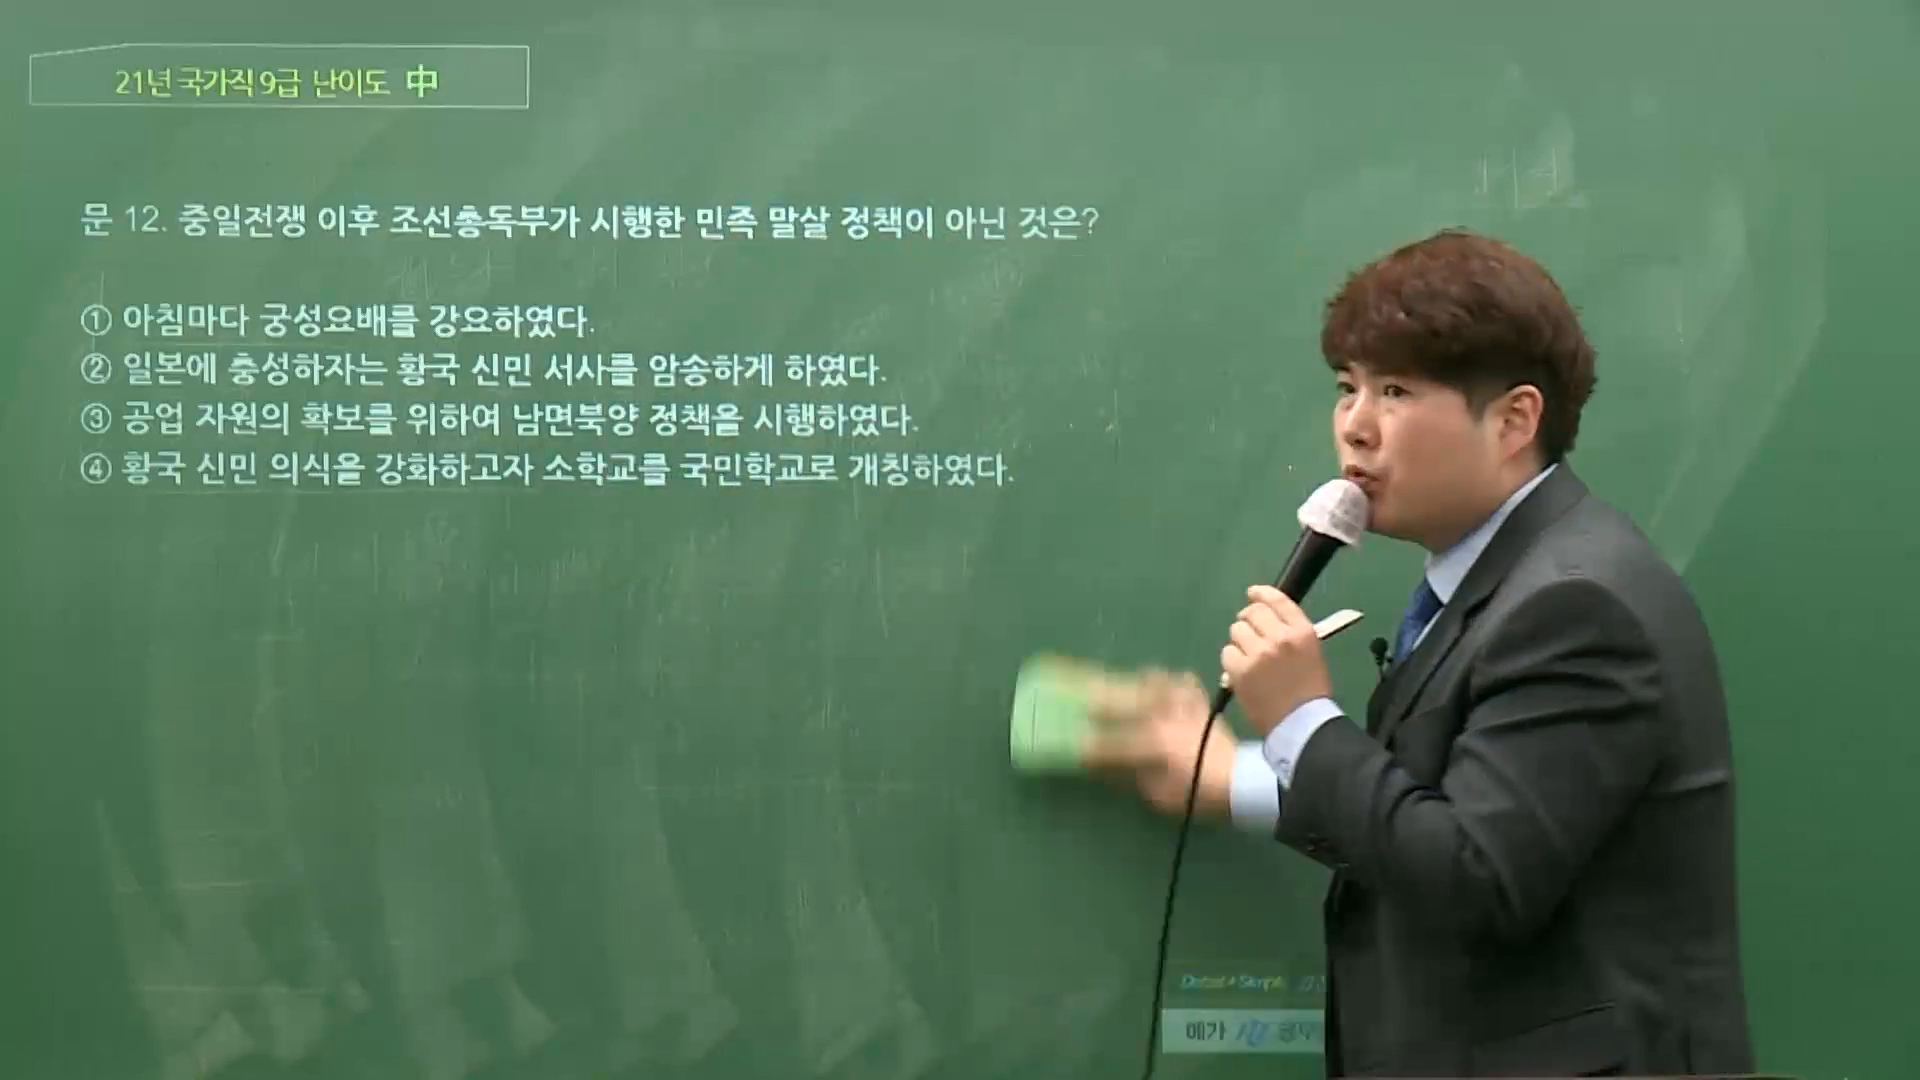 21년 국가직 9급 난이도 中
문 12. 중일전쟁 이후 조선총독부가 시행한 민족 말살 정책이 아닌 것은?
① 아침마다 궁성요배를 강요하였다.
② 일본에 충성하자는 황국 신민 서사를 암송하게 하였다.
③ 공업 자원의 확보를 위하여 남면북양 정책을 시행하였다.
④ 황국 신민 의식을 강화하고자 소학교를 국민학교로 개칭하였다.
메가